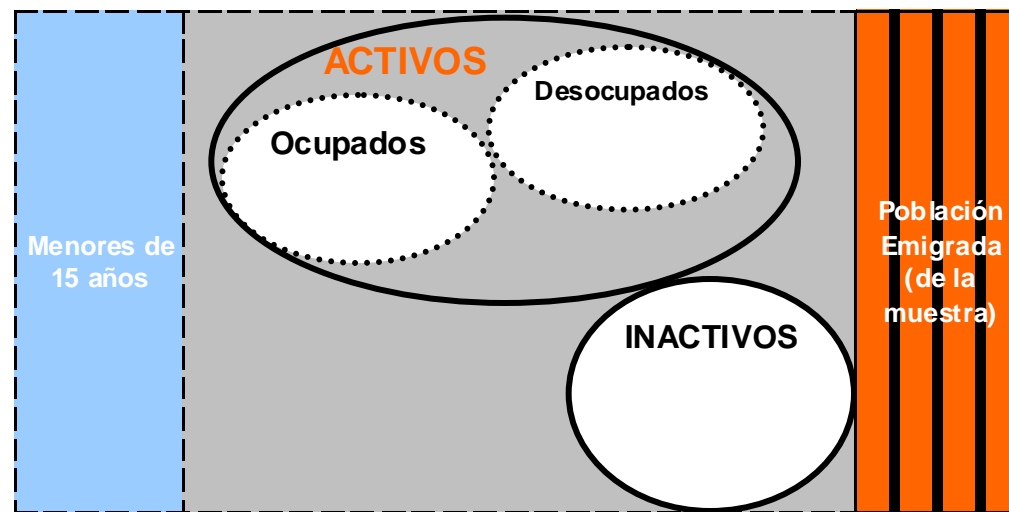 Menores de
15 años
ACTIVOS
Ocupados
Desocupados
INACTIVOS
Población
Emigrada
(de la
muestra)